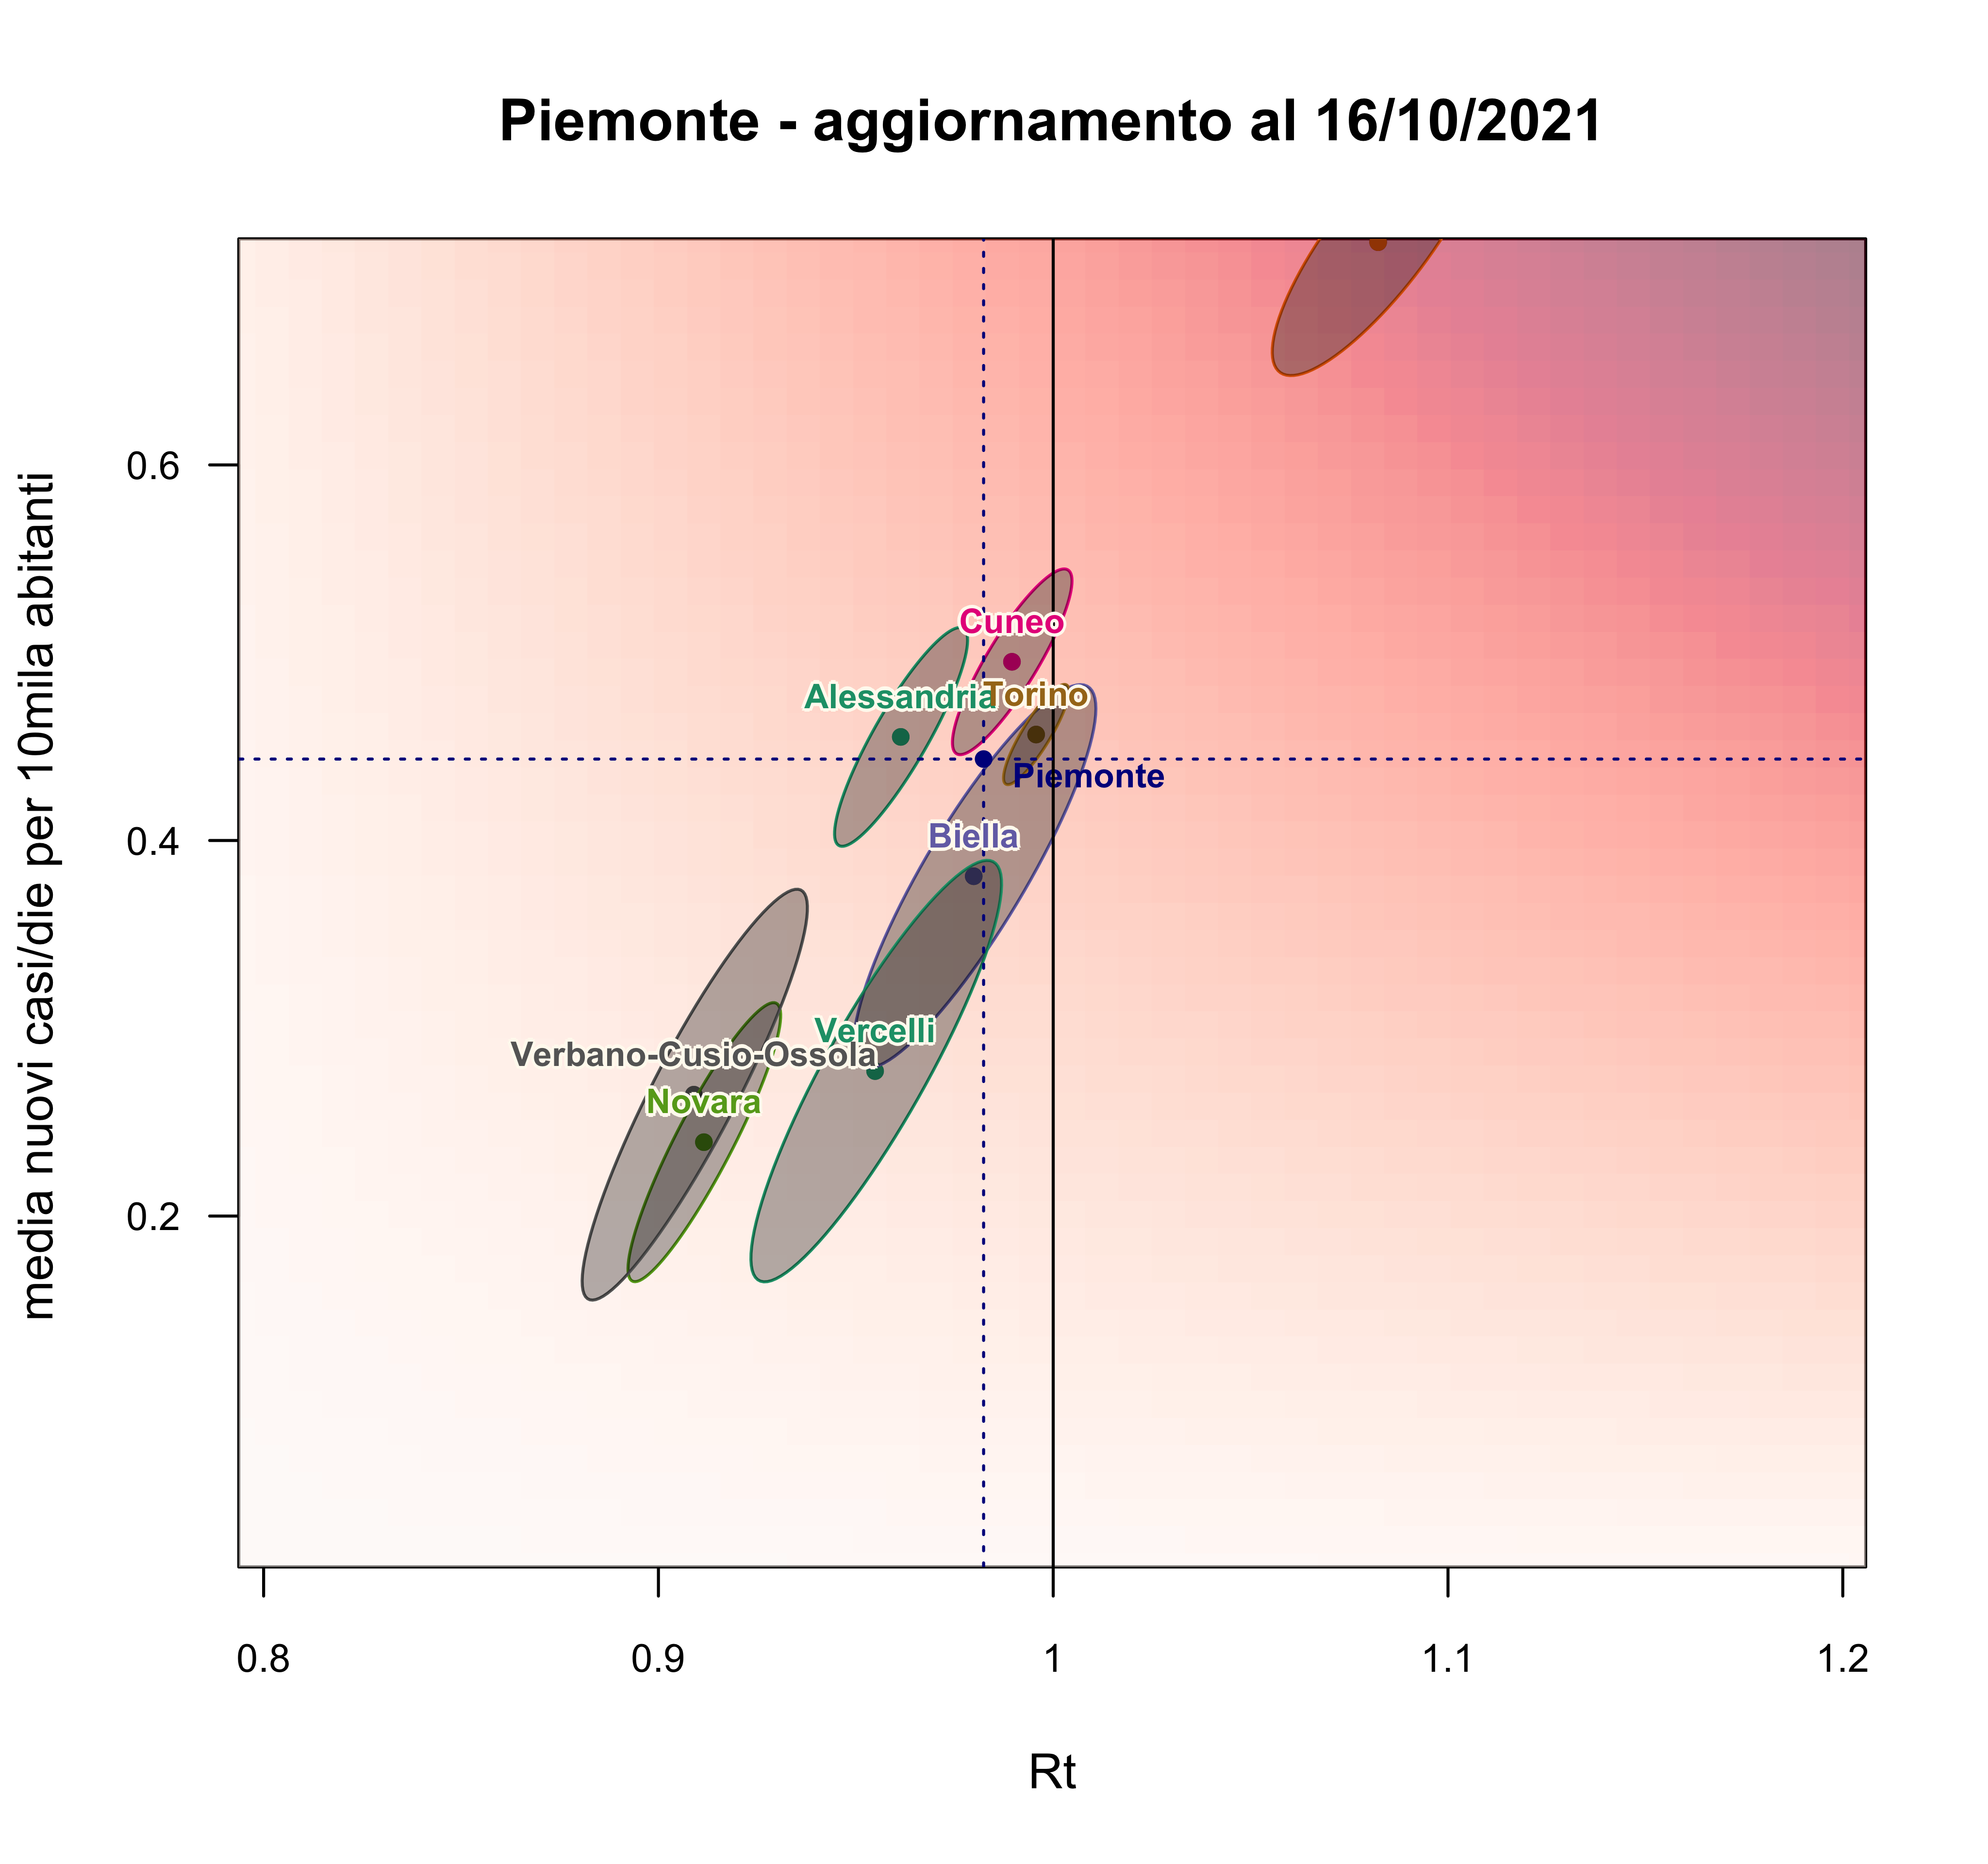 Piemonte - aggiornamento al 16/10/2021
media nuovi casi/die per 10mila abitanti
0.6
0.4
0.2
Cuneo
Alessandria
Torino
Piemonte
Biella
Vercelli
Verbano-Cusio-Ossola
Novara
0.8
0.9
1
1.1
1.2
Rt